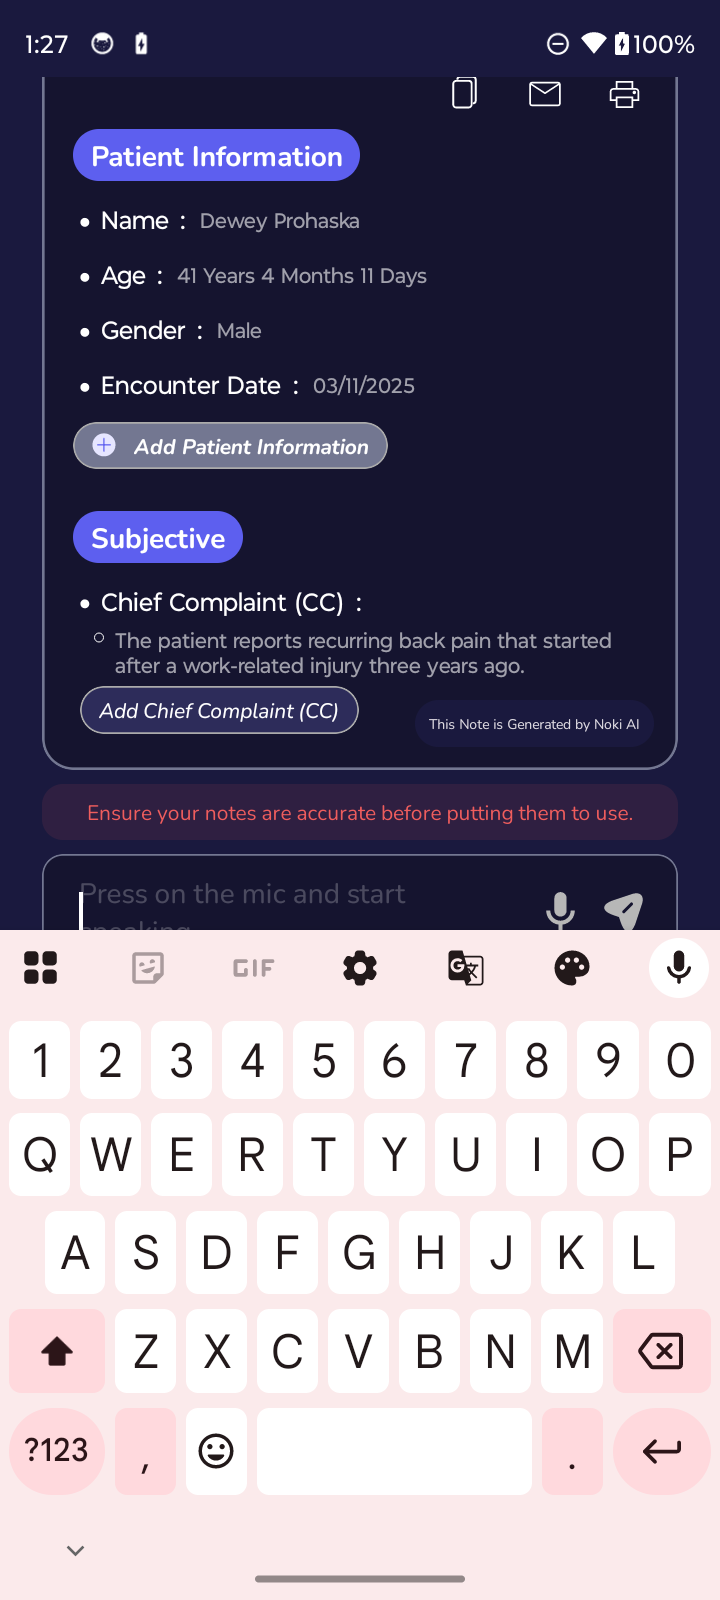 1:27
100%
Patient Information
• Name : Dewey Prohaska
• Age : 41 Years 4 Months 11 Days
• Gender : Male
• Encounter Date : 03/11/2025
Add Patient Information
Subjective
• Chief Complaint (CC) :
The patient reports recurring back pain that started
after a work-related injury three years ago.
Add Chief Complaint (CC)
This Note is Generated by Noki AI
Ensure your notes are accurate before putting them to use.
Press on the mic and start
speaking
GIF
1 2 3 4 5 6 7 8 9 0
Q W E R T Y U I O P
A S D F G H J K L
Z X C V B N M
?123 , .